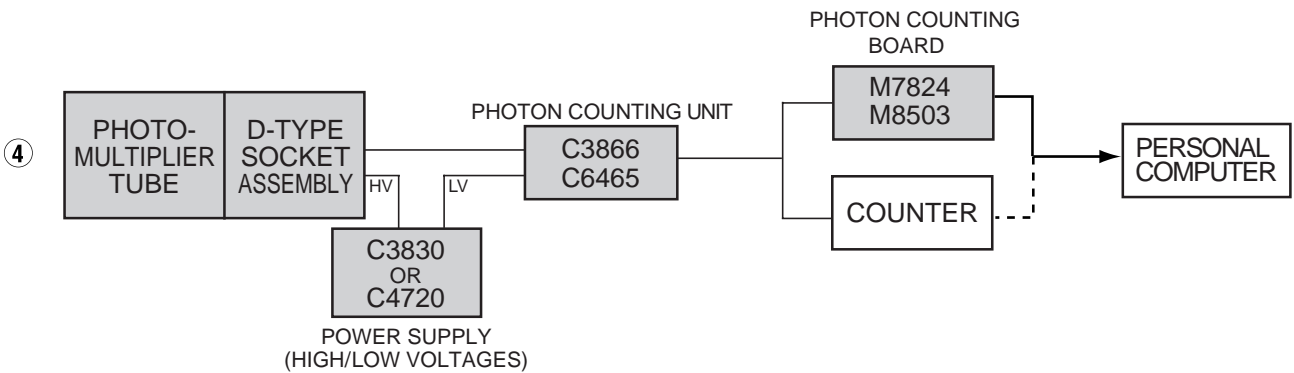 ④
PHOTO-
MULTIPLIER
TUBE
D-TYPE
SOCKET
ASSEMBLY
HV
LV
C3830
OR
C4720
POWER SUPPLY
(HIGH/LOW VOLTAGES)
PHOTON COUNTING UNIT
C3866
C6465
PHOTON COUNTING
BOARD
M7824
M8503
COUNTER
PERSONAL
COMPUTER